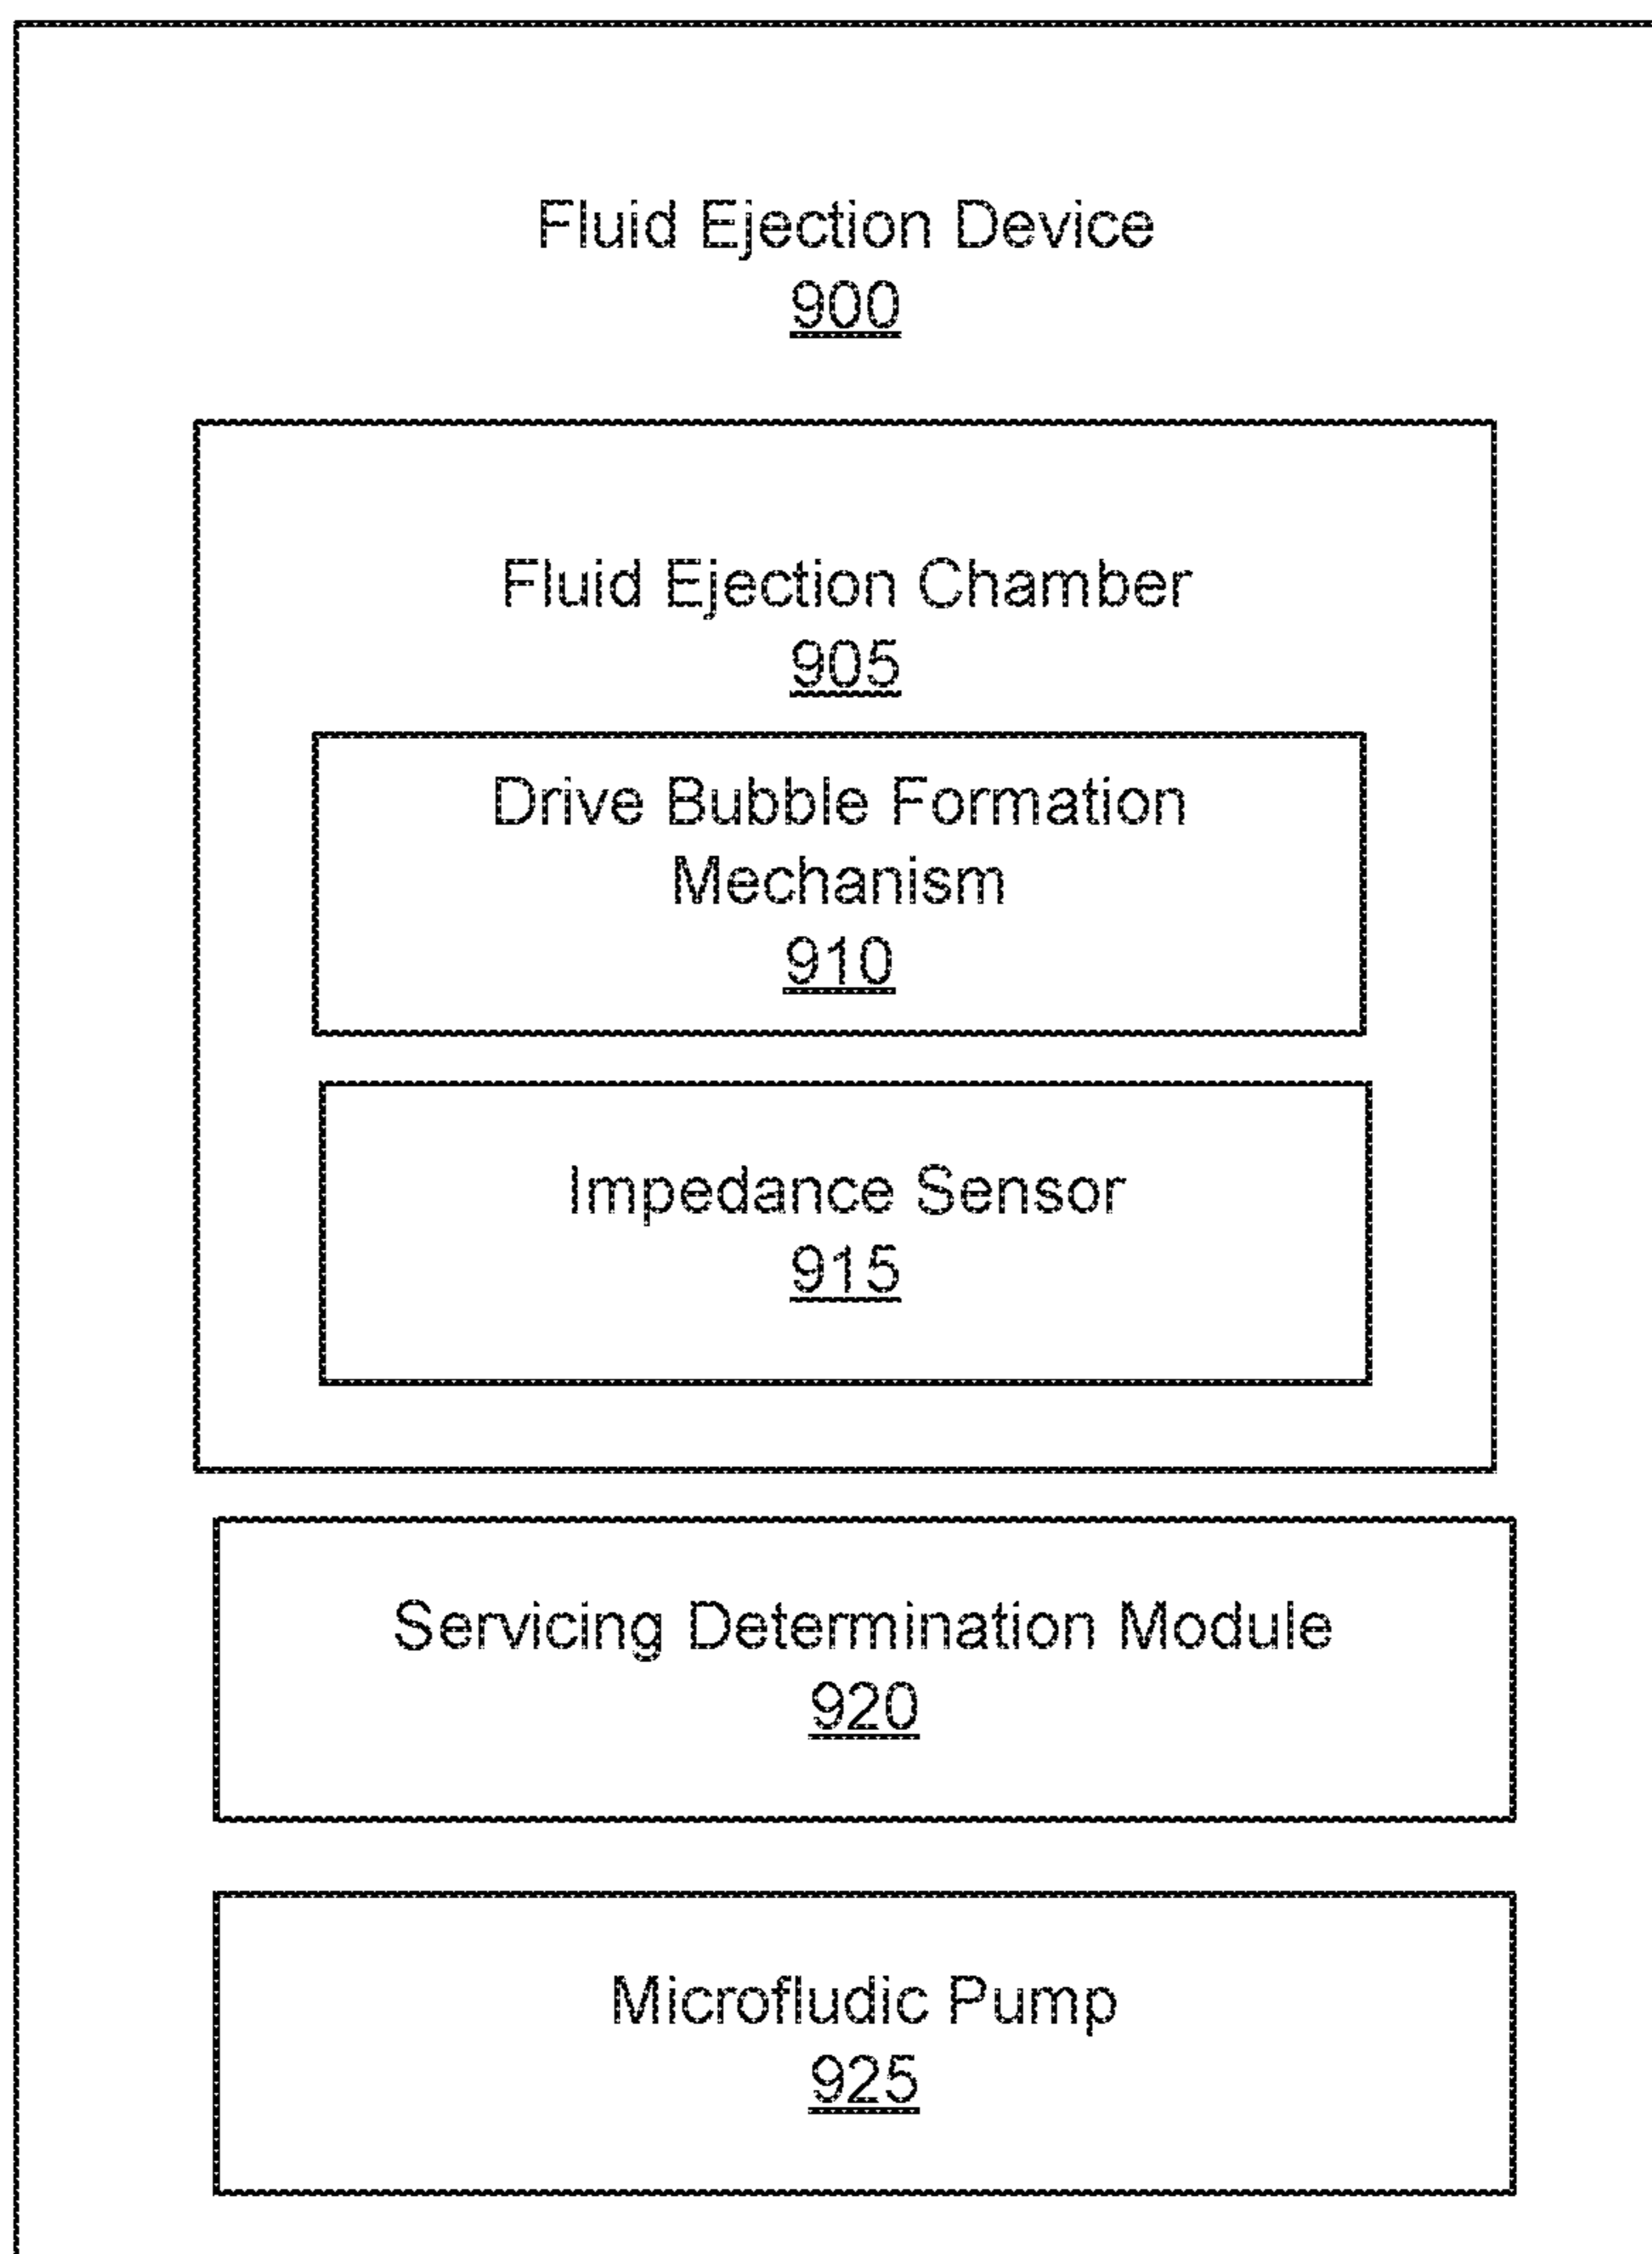 Fluid Ejection Device
900
Fluid Ejection Chamber
905
Drive Bubble Formation
Mechanism
910
Impedance Sensor
915
Servicing Determination Module
920
Microfludic Pump
925